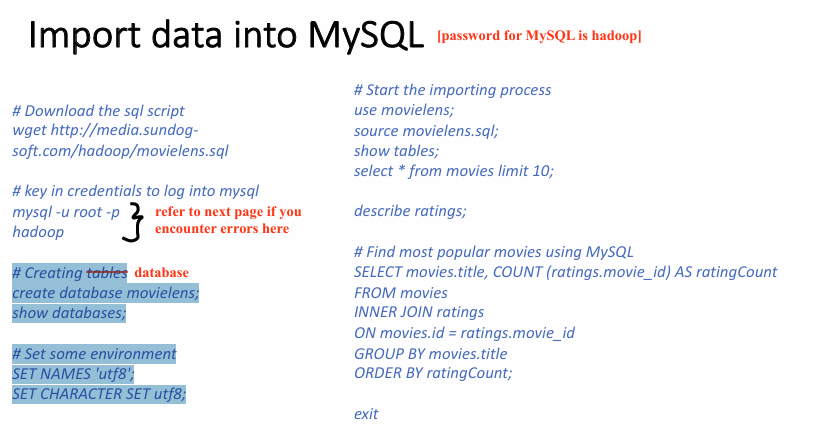 Import data into MySQL [password for MySQL is hadoop]
# Download the sql script
wget http://media.sundog-
soft.com/hadoop/movielens.sql
# key in credentials to log into mysql
mysql -u root -p
hadoop
refer to next page if you
encounter errors here
# Creating tables database
create database movielens;
show databases;
# Set some environment
SET NAMES 'utf8';
SET CHARACTER SET utf8;
# Start the importing process
use movielens;
source movielens.sql;
show tables;
select * from movies limit 10;
describe ratings;
# Find most popular movies using MySQL
SELECT movies.title, COUNT (ratings.movie_id) AS ratingCount
FROM movies
INNER JOIN ratings
ON movies.id = ratings.movie_id
GROUP BY movies.title
ORDER BY ratingCount;
exit